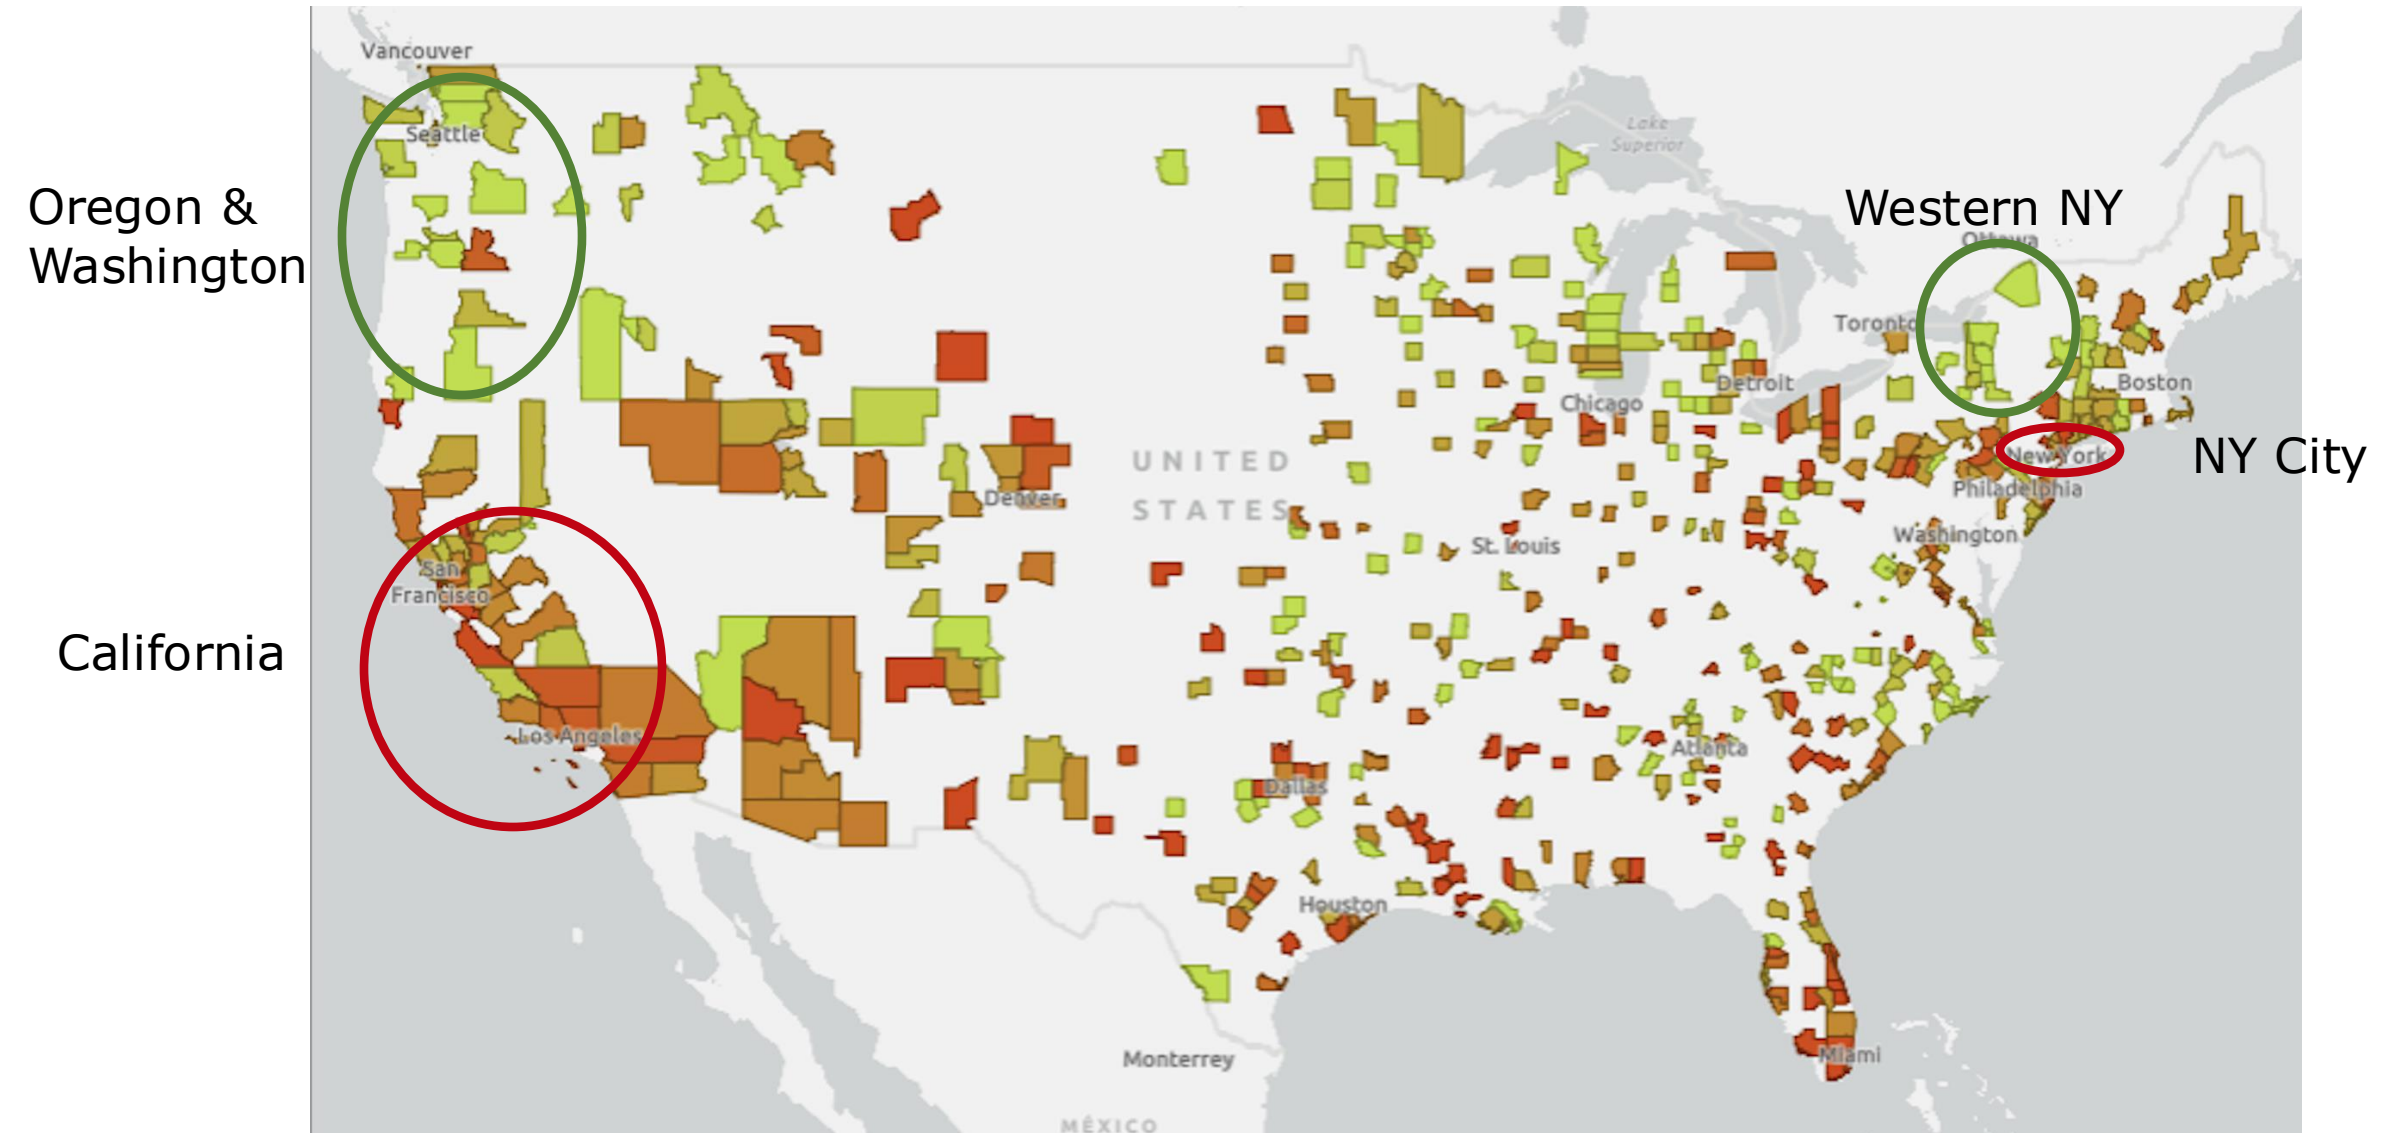 Vancouver
Lake
Superior
Seattle
Oregon &
Washington
Western NY
Ottawa
Toronto
Detroit
Boston
Chicago
UNITED
STATES
New York
NY City
Denver
Philadelphia
Washington
St. Louis
San
Francisco
California
Los Angeles
Atlanta
Dallas
Houston
Miami
Monterrey
MÉXICO